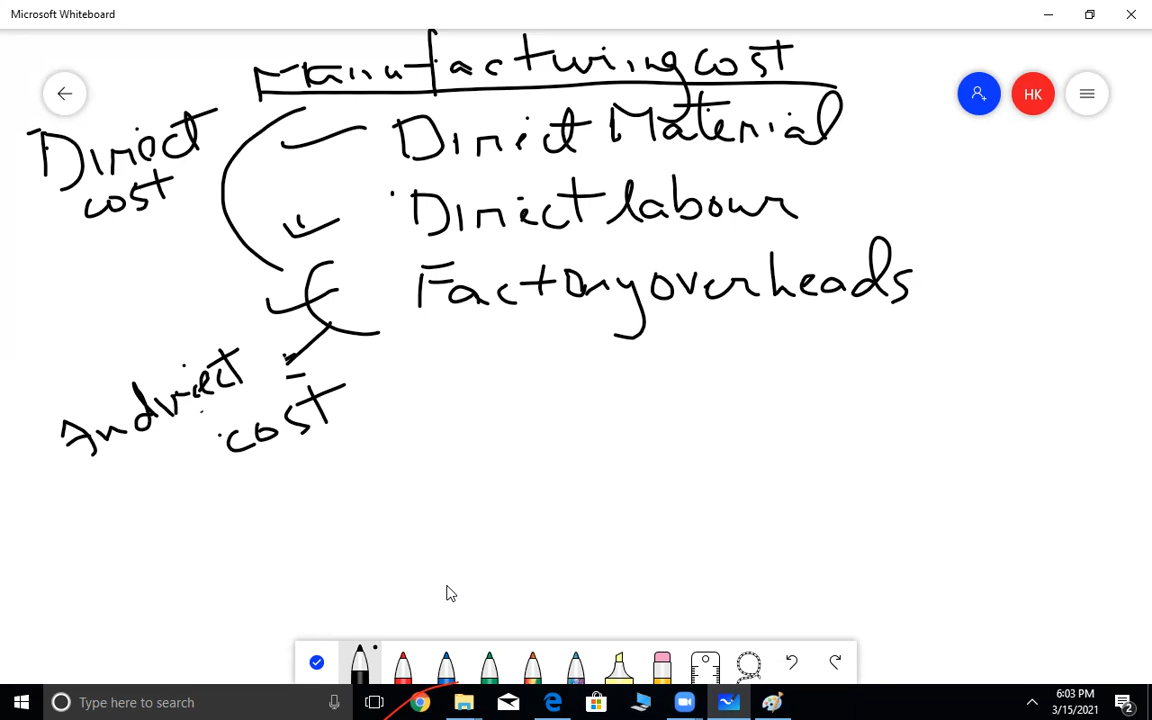 Microsoft Whiteboard
Manufacturing cost
HK
Direct Material
Direct
cost
Direct labour
Factory overheads
Indirect
cost
Type here to search
6:03 PM
3/15/2021
2